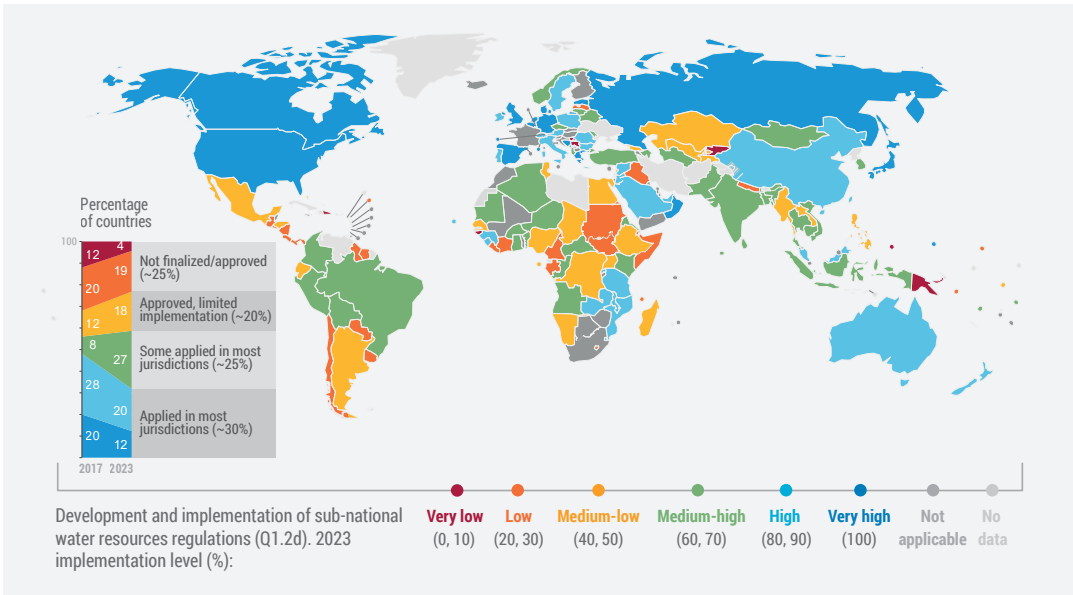 Percentage
of countries
100
12
20
12
8
28
20
4
19
18
27
20
12
2017 2023
Not finalized/approved
(~25%)
Approved, limited
implementation (~20%)
Some applied in most
jurisdictions (~25%)
Applied in most
jurisdictions (~30%)
Development and implementation of sub-national
water resources regulations (Q1.2d). 2023
implementation level (%):
Very low
(0, 10)
Low
(20, 30)
Medium-low
(40, 50)
Medium-high
(60, 70)
High
(80, 90)
Very high
(100)
Not
applicable
No
data